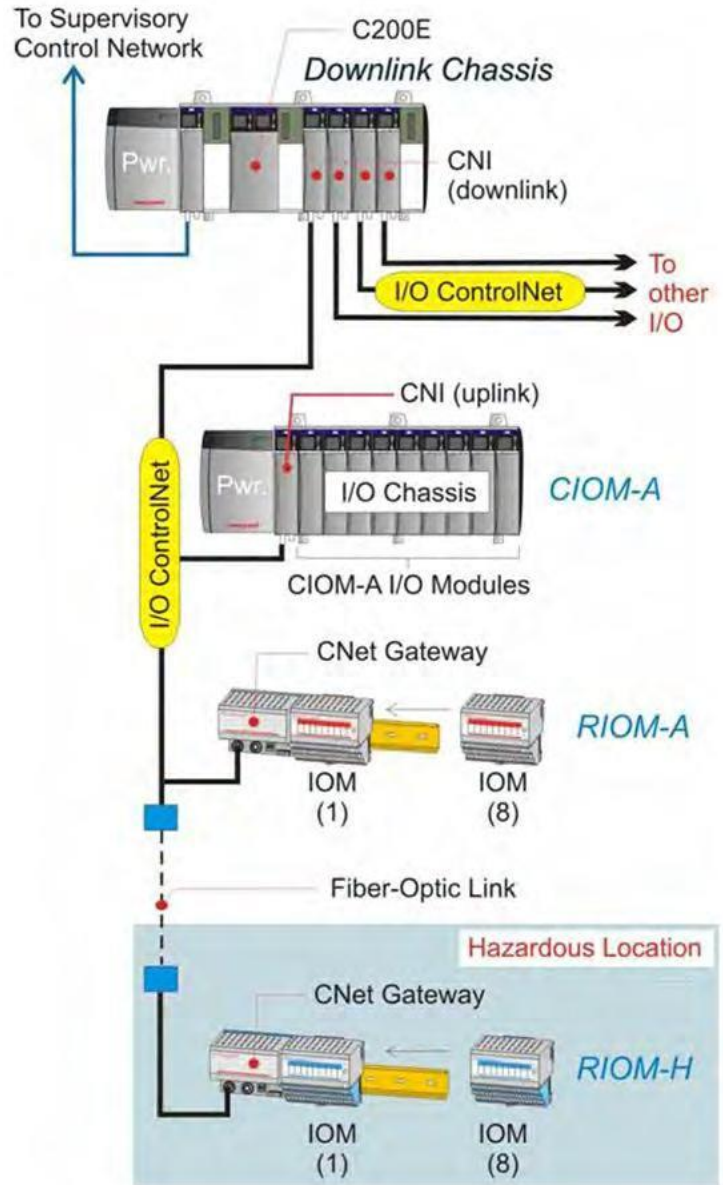 To Supervisory
Control Network
C200E
Downlink Chassis
Pwr.
CNI
(downlink)
To
other
I/O
I/O ControlNet
CNI (uplink)
Pwr.
I/O Chassis
CIOM-A
I/O ControlNet
CIOM-A I/O Modules
CNet Gateway
RIOM-A
IOM
(1)
IOM
(8)
Fiber-Optic Link
Hazardous Location
CNet Gateway
RIOM-H
IOM
(1)
IOM
(8)